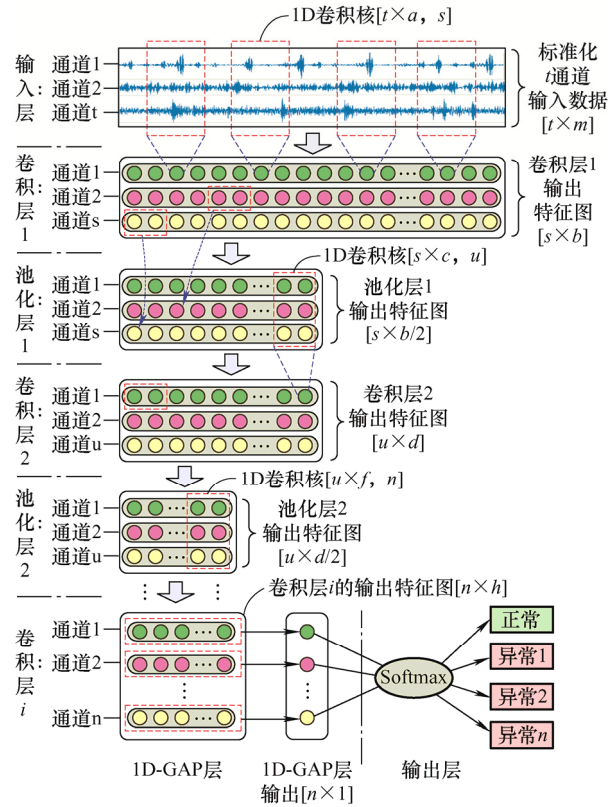 1D卷积核[t×a, s]
输入层
通道1
通道2
通道t
标准化
t通道
输入数据
[t×m]
卷积层1
通道1
通道2
通道s
卷积层1
输出
特征图
[s×b]
1D卷积核[s×c, u]
池化层1
通道1
通道2
通道s
池化层1
输出特征图
[s×b/2]
卷积层2
通道1
通道2
通道u
卷积层2
输出特征图
[u×d]
1D卷积核[u×f, n]
池化层2
通道1
通道2
通道u
池化层2
输出特征图
[u×d/2]
卷积层i的输出特征图[n×h]
卷积层i
通道1
通道2
通道n
Softmax
正常
异常1
异常2
异常n
1D-GAP层
1D-GAP层
输出[n×1]
输出层